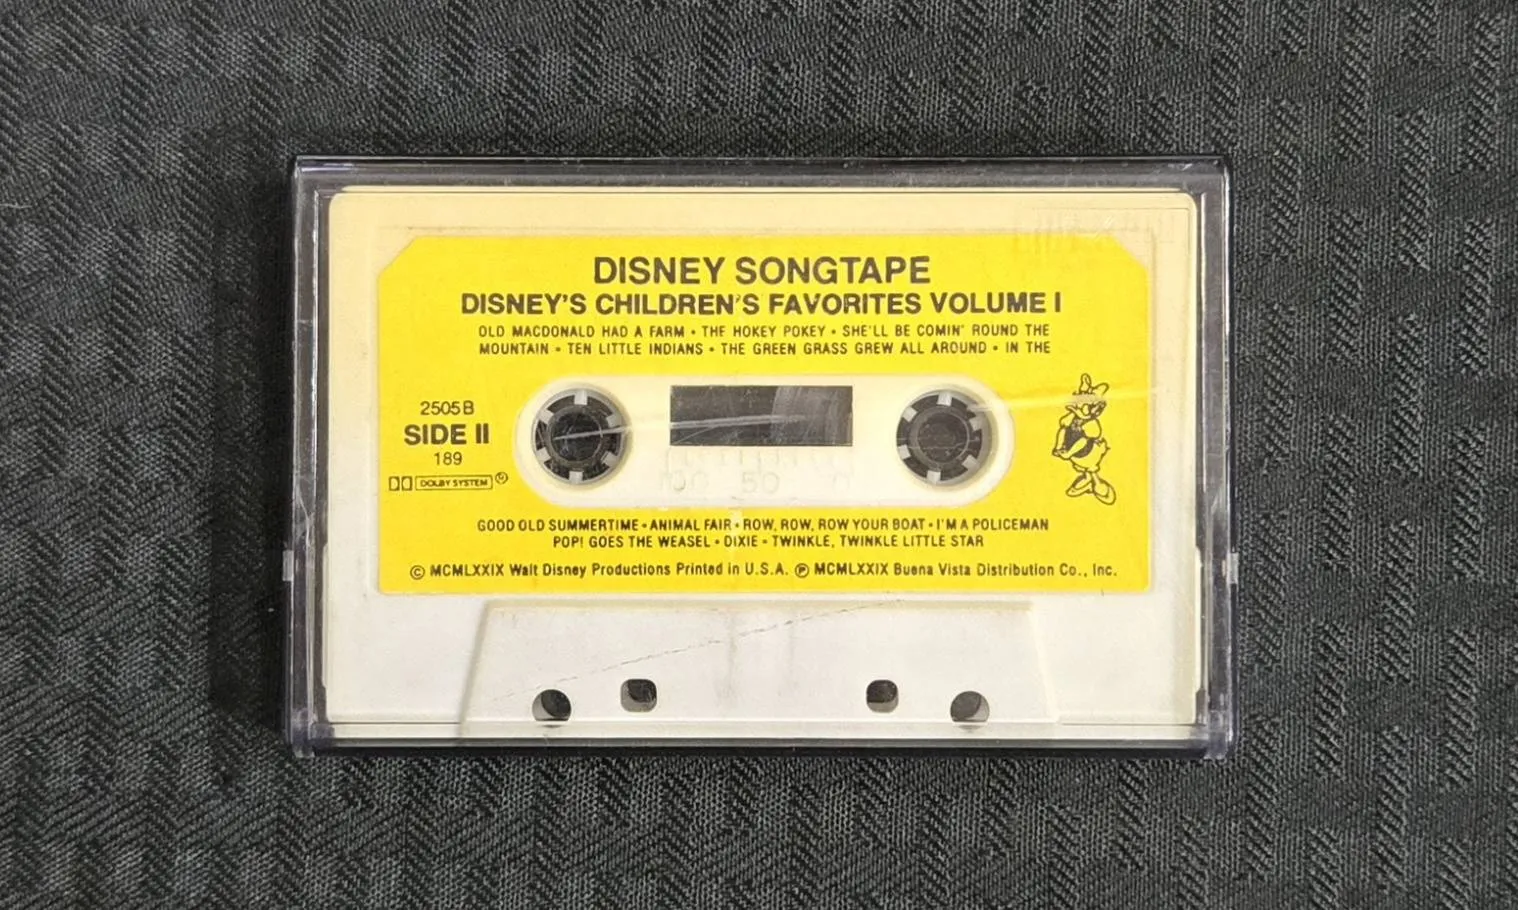 DISNEY SONGTAPE
DISNEY'S CHILDREN'S FAVORITES VOLUME I
OLD MACDONALD HAD A FARM • THE HOKEY POKEY • SHE'LL BE COMIN' ROUND THE
MOUNTAIN • TEN LITTLE INDIANS • THE GREEN GRASS GREW ALL AROUND • IN THE
2505B
SIDE II
189
DOLBY SYSTEM ®
100 50 0
GOOD OLD SUMMERTIME • ANIMAL FAIR • ROW, ROW, ROW YOUR BOAT • I'M A POLICEMAN
POP! GOES THE WEASEL • DIXIE • TWINKLE, TWINKLE LITTLE STAR
© MCMLXXIX Walt Disney Productions Printed in U.S.A. ℗ MCMLXXIX Buena Vista Distribution Co., Inc.